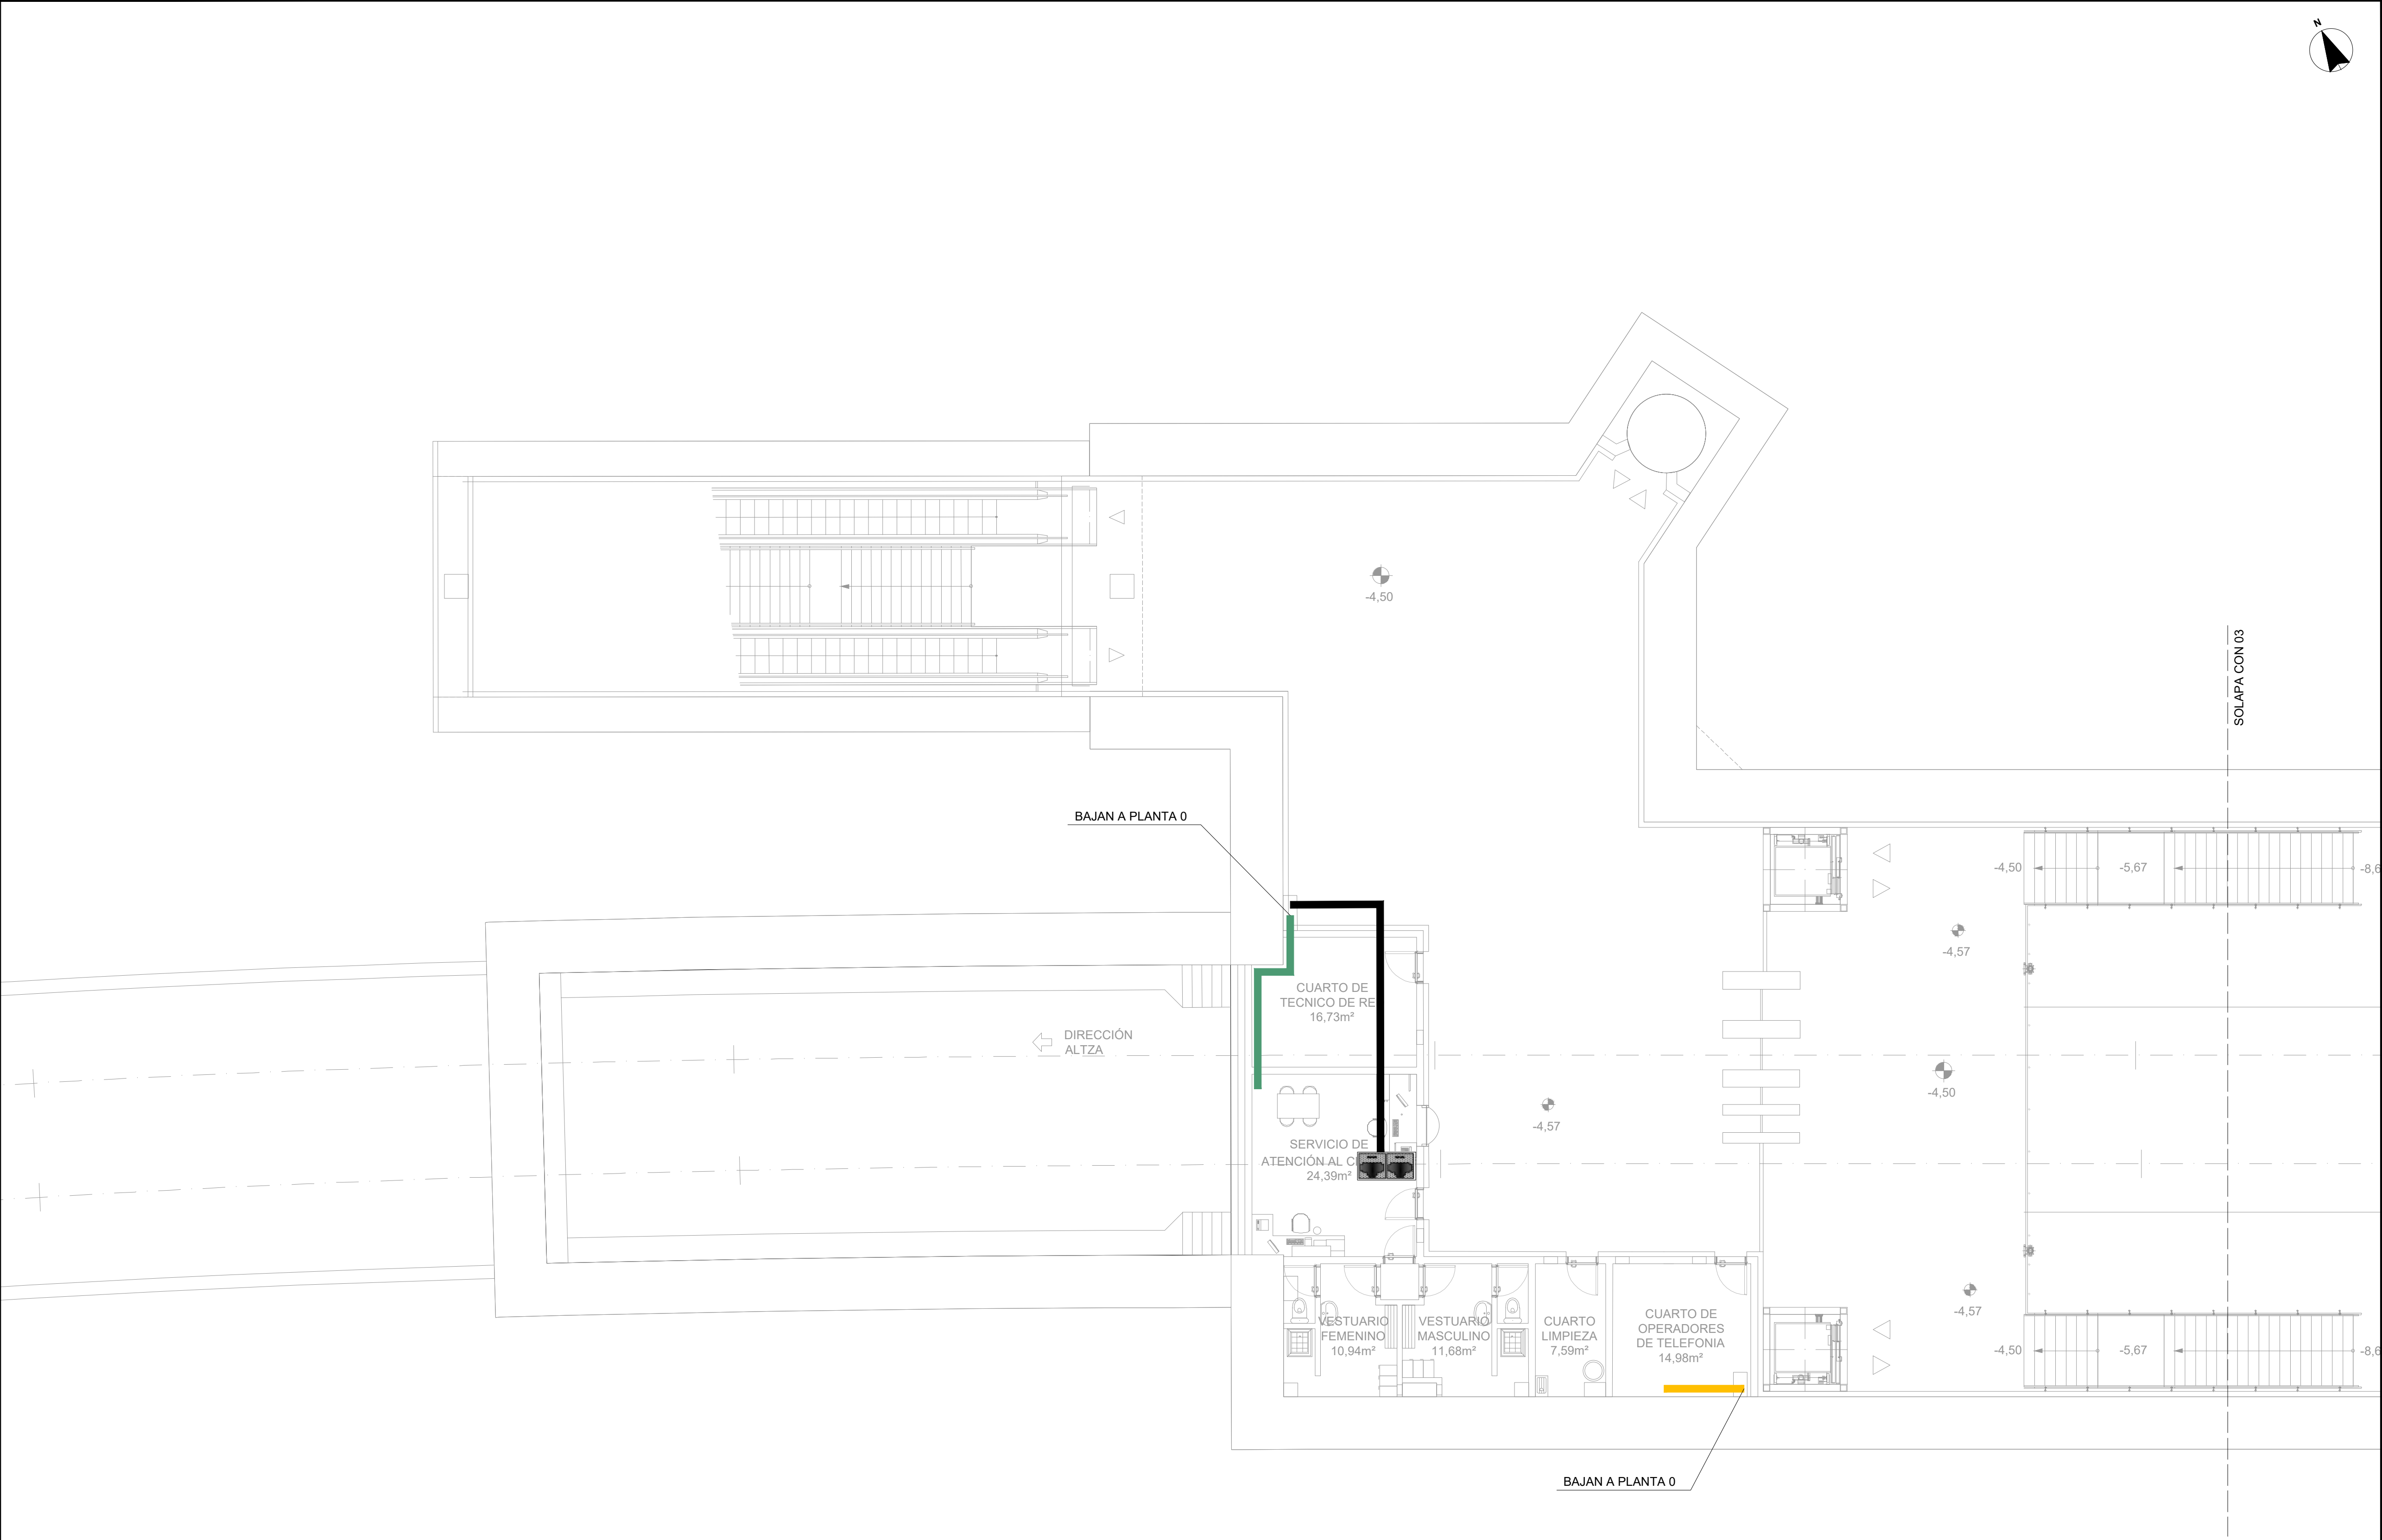 N
-4,50
SOLAPA CON 03
BAJAN A PLANTA 0
-4,50
-5,67
-4,57
CUARTO DE
TECNICO DE RE
16,73m²
DIRECCIÓN
ALTZA
-4,50
-4,57
SERVICIO DE
ATENCIÓN AL
24,39m²
-4,57
VESTUARIO
FEMENINO
10,94m²
VESTUARIO
MASCULINO
11,68m²
CUARTO
LIMPIEZA
7,59m²
CUARTO DE
OPERADORES
DE TELEFONIA
14,98m²
-4,50
-5,67
BAJAN A PLANTA 0